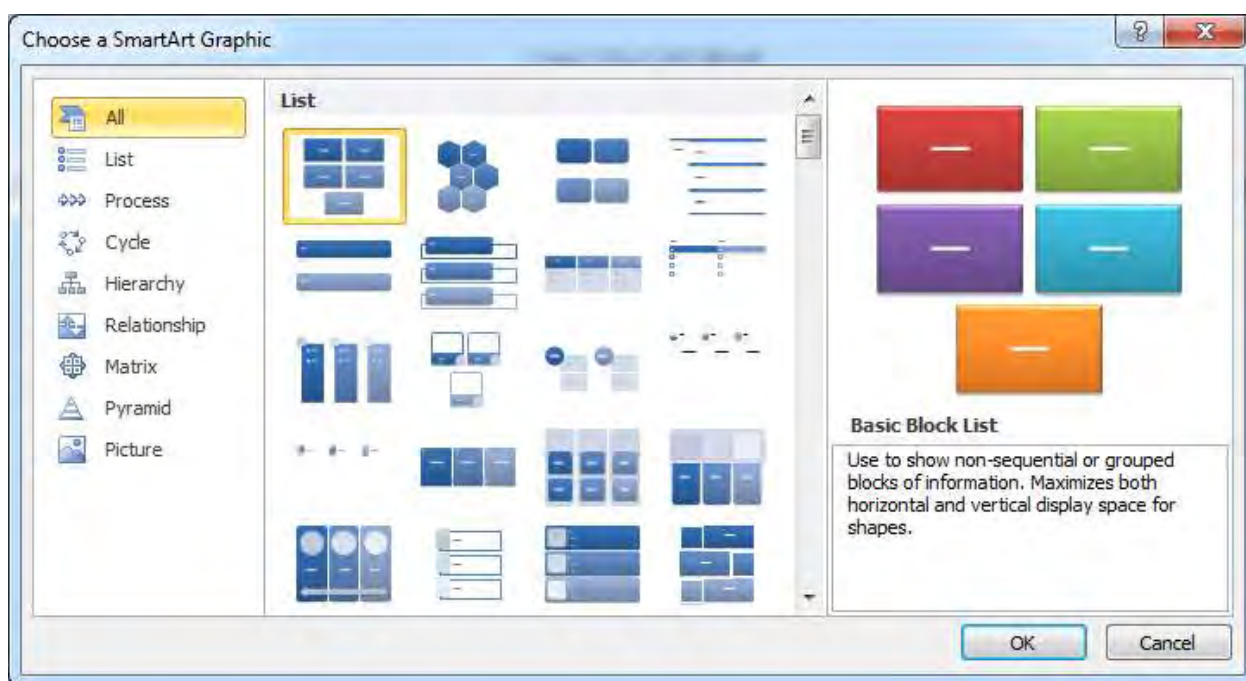 Choose a SmartArt Graphic
All
List
Process
Cycle
Hierarchy
Relationship
Matrix
Pyramid
Picture
List
Basic Block List
Use to show non-sequential or grouped
blocks of information. Maximizes both
horizontal and vertical display space for
shapes.
OK
Cancel